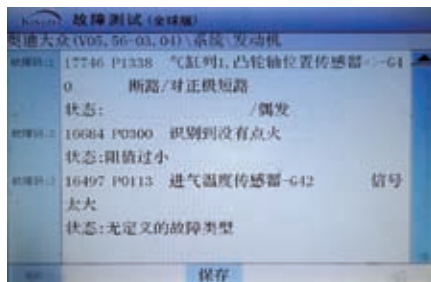 故障测试(全球版)
奥迪大众(V05,56-03,04)\系统\发动机
故障码:1 17746 P1338 气缸列1,凸轮轴位置传感器<>-G4
0 断路/对正极短路
状态: /偶发
故障码:2 16684 P0300 识别到没有点火
状态:阻值过小
故障码:3 16497 P0113 进气温度传感器-G42 信号
太大
状态:无定义的故障类型
保存